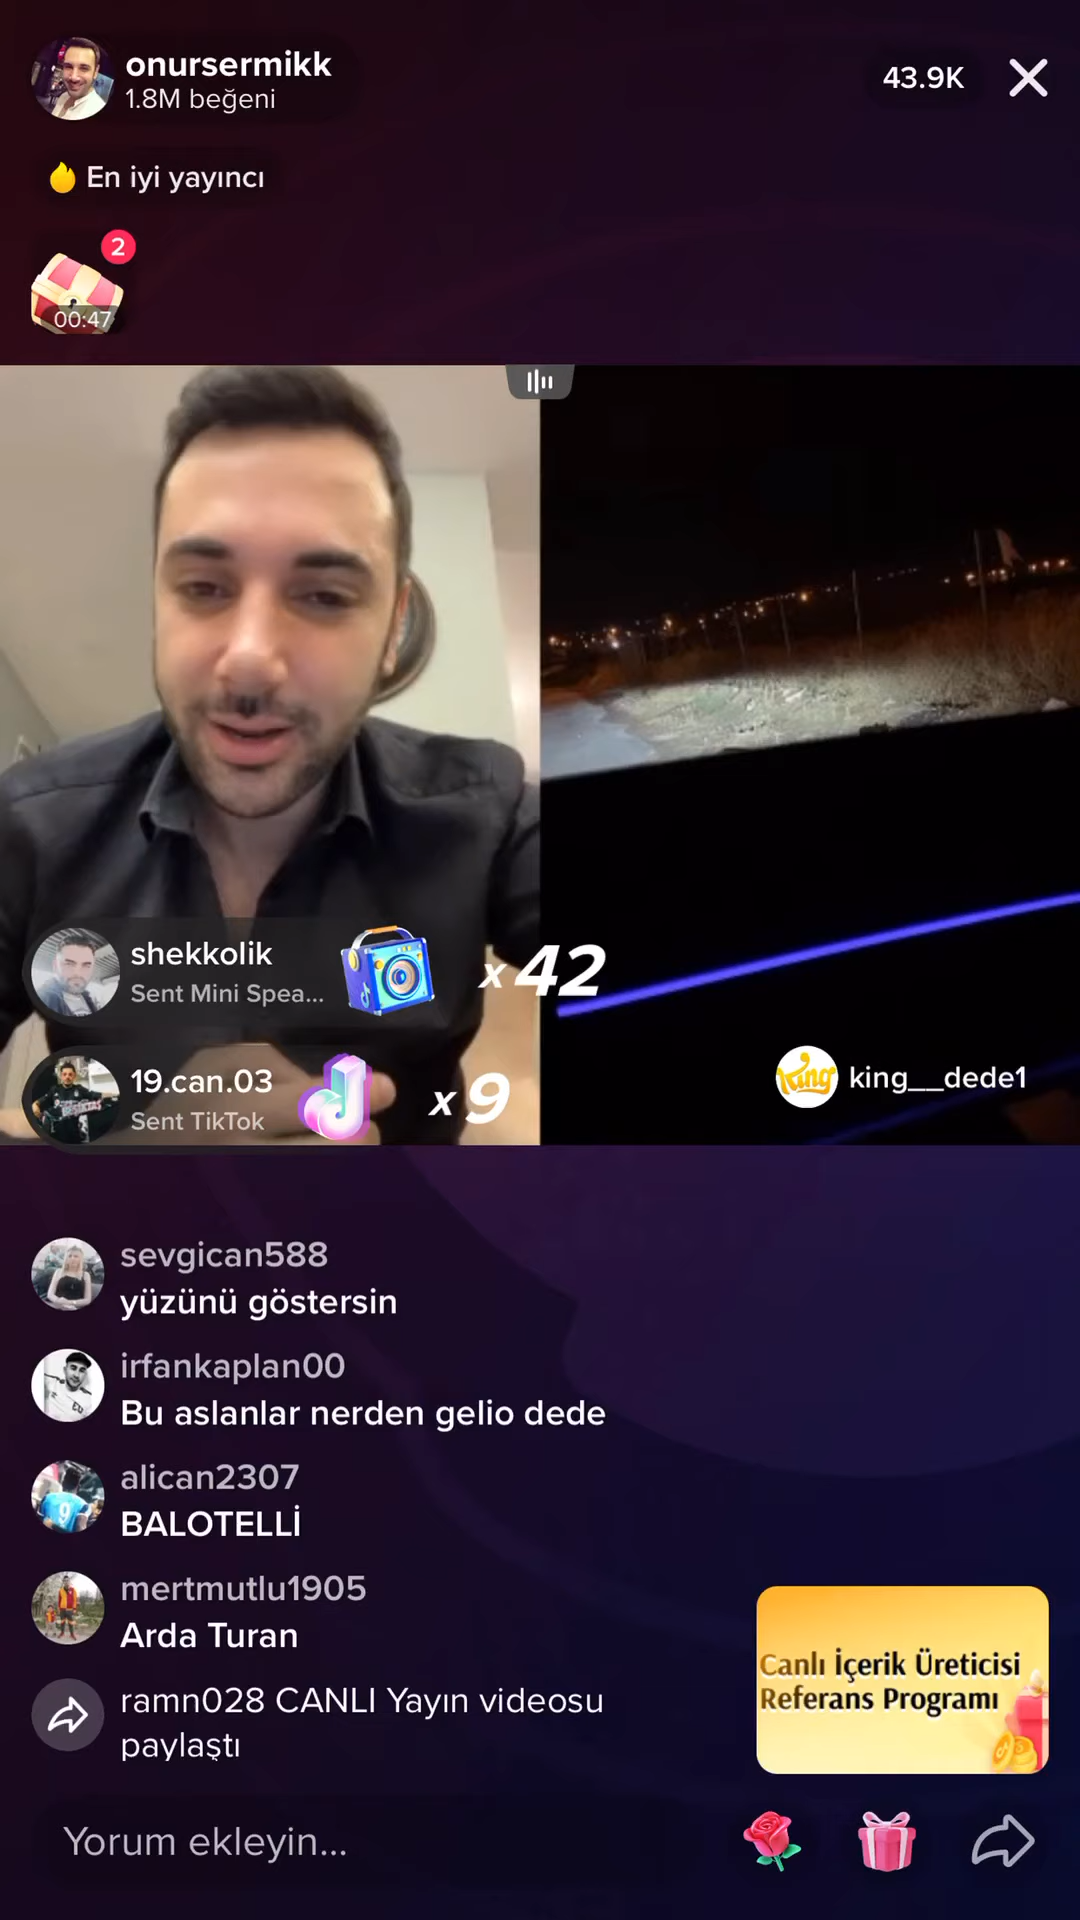 onursermikk
1.8M beğeni
43.9K
En iyi yayıncı
2
00:47
shekkolik
Sent Mini Spea...
x42
19.can.03
Sent TikTok
x9
King
king__dede1
sevgican588
yüzünü göstersin
irfankaplan00
Bu aslanlar nerden gelio dede
alican2307
BALOTELLİ
mertmutlu1905
Arda Turan
ramn028 CANLI Yayın videosu
paylaştı
Canlı İçerik Üreticisi
Referans Programı
Yorum ekleyin...